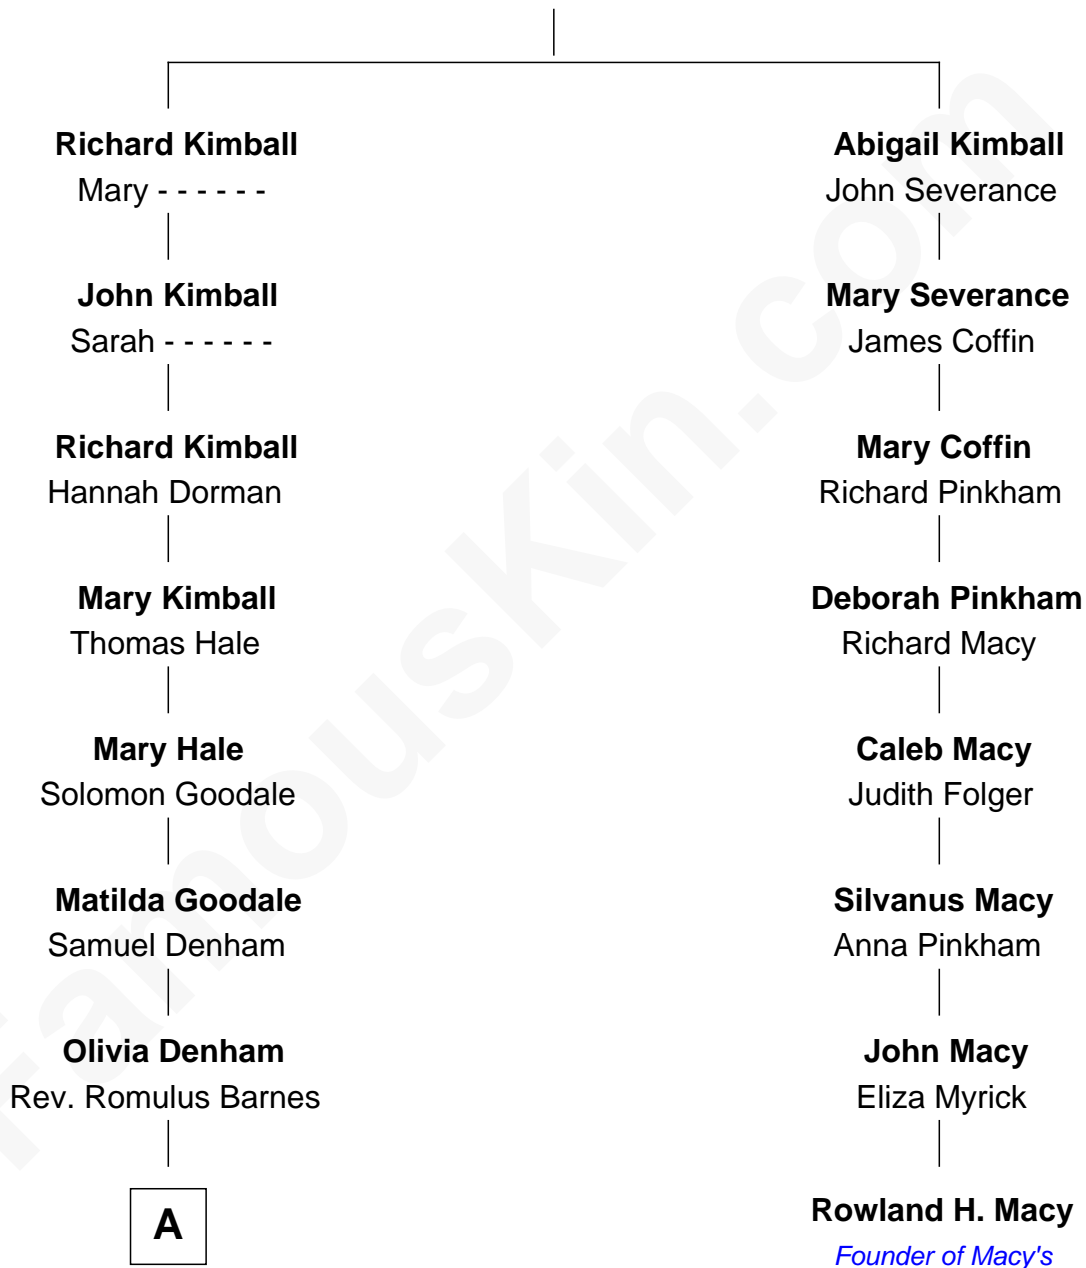 Richard Kimball
Mary - - - - - -
John Kimball
Sarah - - - - - -
Richard Kimball
Hannah Dorman
Mary Kimball
Thomas Hale
Mary Hale
Solomon Goodale
Matilda Goodale
Samuel Denham
Olivia Denham
Rev. Romulus Barnes
A
Abigail Kimball
John Severance
Mary Severance
James Coffin
Mary Coffin
Richard Pinkham
Deborah Pinkham
Richard Macy
Caleb Macy
Judith Folger
Silvanus Macy
Anna Pinkham
John Macy
Eliza Myrick
Rowland H. Macy
Founder of Macy's
FamousKin.com